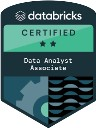 databricks
CERTIFIED
Data Analyst
Associate